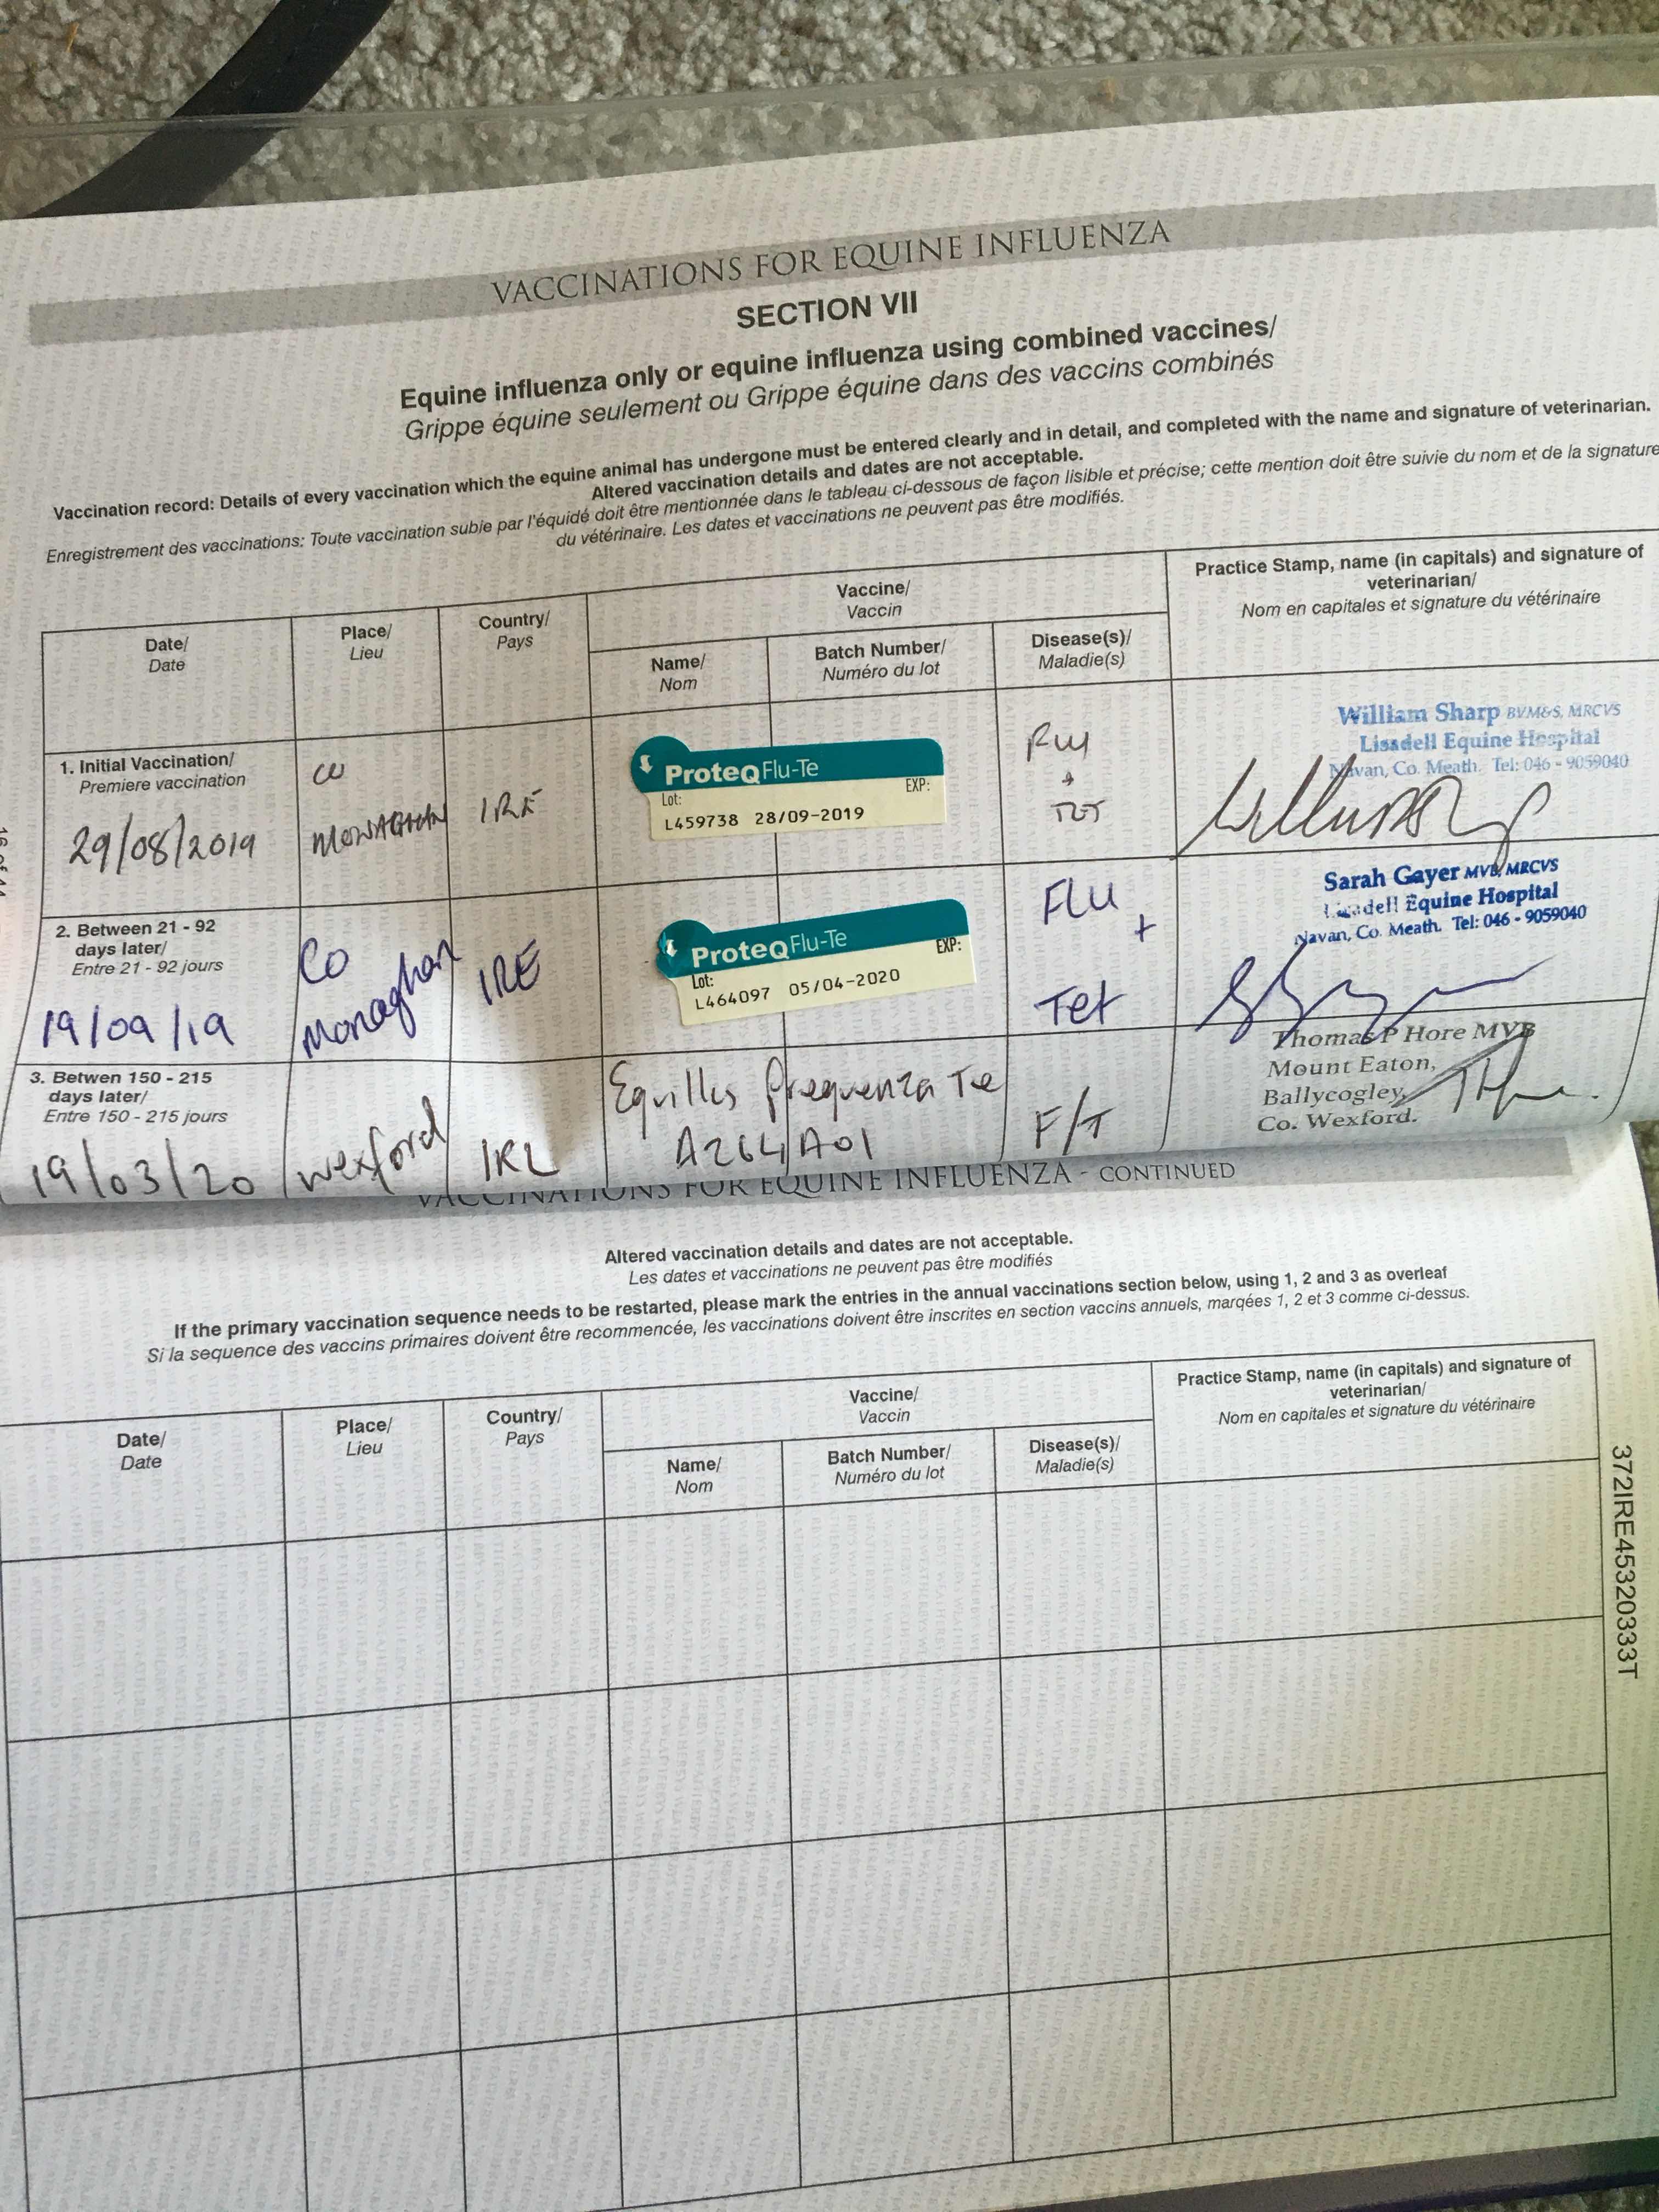 VACCINATIONS FOR EQUINE INFLUENZA
SECTION VII
Equine influenza only or equine influenza using combined vaccines/
Grippe équine seulement ou Grippe équine dans des vaccins combinés
Vaccination record: Details of every vaccination which the equine animal has undergone must be entered clearly and in detail, and completed with the name and signature of veterinarian.
Altered vaccination details and dates are not acceptable.
Enregistrement des vaccinations: Toute vaccination subie par l'équidé doit être mentionnée dans le tableau ci-dessous de façon lisible et précise; cette mention doit être suivie du nom et de la signature
du vétérinaire. Les dates et vaccinations ne peuvent pas être modifiés.
Date/
Date
Place/
Lieu
Country/
Pays
Vaccine/
Vaccin
Name/
Nom
Batch Number/
Numéro du lot
Disease(s)/
Maladie(s)
Practice Stamp, name (in capitals) and signature of
veterinarian/
Nom en capitales et signature du vétérinaire
1. Initial Vaccination/
Premiere vaccination
29/08/2019
CO
MONAGHAN
IRE
ProteqFlu-Te
Lot:
EXP:
L459738 28/09-2019
+
TET
William Sharp BVM&S, MRCVS
Lissdell Equine Hospital
Navan, Co. Meath. Tel: 046 - 9059040
2. Between 21 - 92
days later/
Entre 21 - 92 jours
19/09/19
CO
Monaghan
IRE
ProteqFlu-Te
Lot:
EXP:
L464097 05/04-2020
FLU
+
Tet
Sarah Gayer MVB, MRCVS
Lissdell Equine Hospital
Navan, Co. Meath. Tel: 046 - 9059040
3. Betwen 150 - 215
days later/
Entre 150 - 215 jours
19/03/20
Wexford
IRL
A264A01
F/T
Thomas P Hore MVB
Mount Eaton,
Ballycogley,
Co. Wexford.
VACCINATIONS FOR EQUINE INFLUENZA - CONTINUED
Altered vaccination details and dates are not acceptable.
Les dates et vaccinations ne peuvent pas être modifiés
If the primary vaccination sequence needs to be restarted, please mark the entries in the annual vaccinations section below, using 1, 2 and 3 as overleaf
Si la sequence des vaccins primaires doivent être recommencée, les vaccinations doivent être inscrites en section vaccins annuels, marqées 1, 2 et 3 comme ci-dessus.
Date/
Date
Place/
Lieu
Country/
Pays
Vaccine/
Vaccin
Name/
Nom
Batch Number/
Numéro du lot
Disease(s)/
Maladie(s)
Practice Stamp, name (in capitals) and signature of
veterinarian/
Nom en capitales et signature du vétérinaire
372IRE45320333T